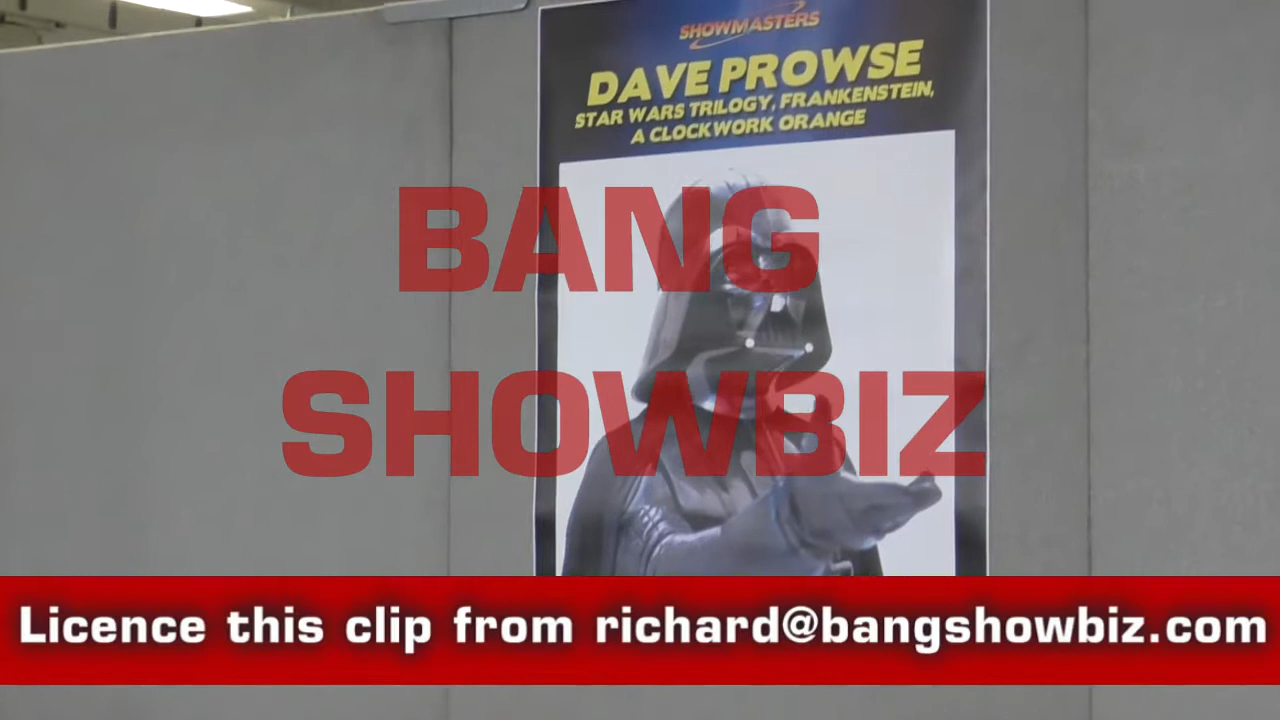 SHOWMASTERS
DAVE PROWSE
STAR WARS TRILOGY, FRANKENSTEIN,
A CLOCKWORK ORANGE
BANG
SHOWBIZ
Licence this clip from richard@bangshowbiz.com